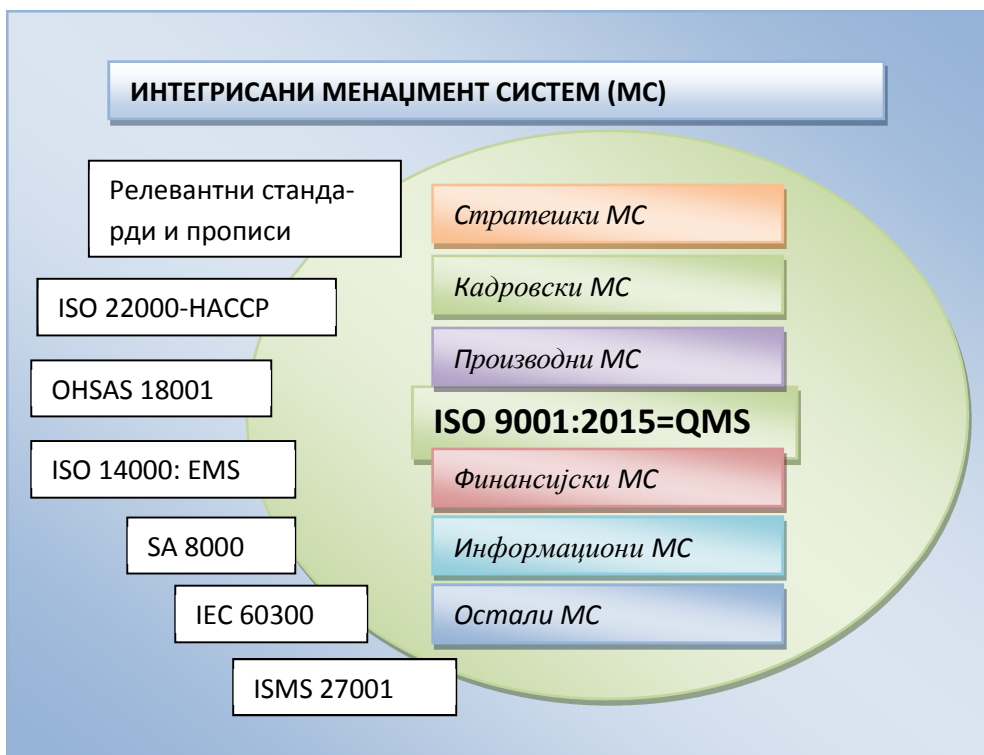 ИНТЕГРИСАНИ МЕНАЏМЕНТ СИСТЕМ (МС)
Релевантни станда-
рди и прописи
ISO 22000-HACCP
OHSAS 18001
ISO 14000: EMS
SA 8000
IEC 60300
ISMS 27001
Стратешки МС
Кадровски МС
Производни МС
ISO 9001:2015=QMS
Финансијски МС
Информациони МС
Остали МС